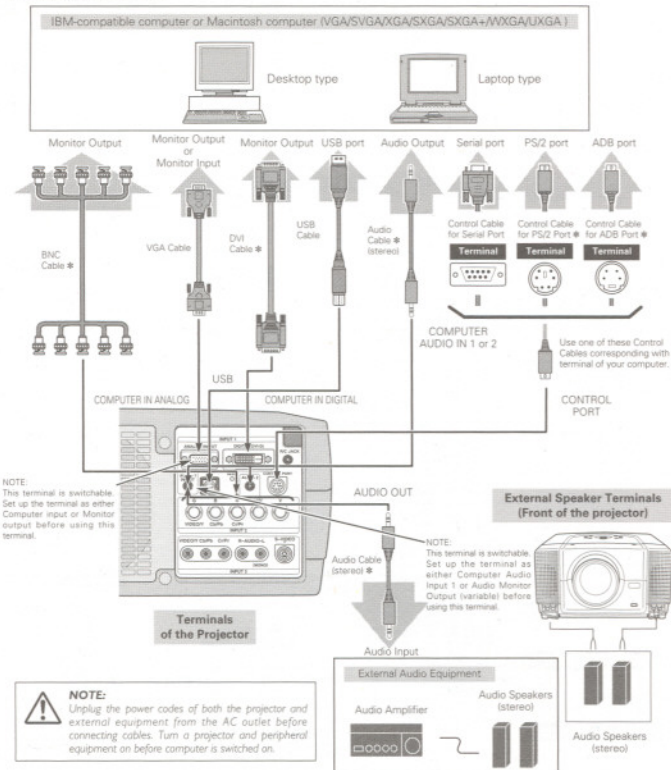 IBM-compatible computer or Macintosh computer (VGA/SVGA/XGA/SXGA/SXGA+/WXGA/UXGA )
Desktop type
Laptop type
Monitor Output
Monitor Output
or
Monitor Input
Monitor Output
USB port
Audio Output
Serial port
PS/2 port
ADB port
BNC
Cable ✽
VGA Cable
DVI
Cable ✽
USB
Cable
Audio
Cable ✽
(stereo)
Control Cable
for Serial Port
Control Cable
for PS/2 Port ✽
Control Cable
for ADB Port ✽
Terminal
Terminal
Terminal
COMPUTER
AUDIO IN 1 or 2
Use one of these Control
Cables corresponding with
terminal of your computer.
USB
COMPUTER IN ANALOG
COMPUTER IN DIGITAL
CONTROL
PORT
INPUT 1
INPUT 2
R-AUDIO-L
S-VIDEO
(MONO)
INPUT 3
NOTE:
This terminal is switchable.
Set up the terminal as either
Computer input or Monitor
output before using this
terminal.
AUDIO OUT
Audio Cable
(stereo) ✽
NOTE:
This terminal is switchable.
Set up the terminal as
either Computer Audio
Input 1 or Audio Monitor
Output (variable) before
using this terminal.
External Speaker Terminals
(Front of the projector)
Terminals
of the Projector
Audio Input
External Audio Equipment
Audio Amplifier
Audio Speakers
(stereo)
Audio Speakers
(stereo)
NOTE:
Unplug the power codes of both the projector and
external equipment from the AC outlet before
connecting cables. Turn a projector and peripheral
equipment on before computer is switched on.